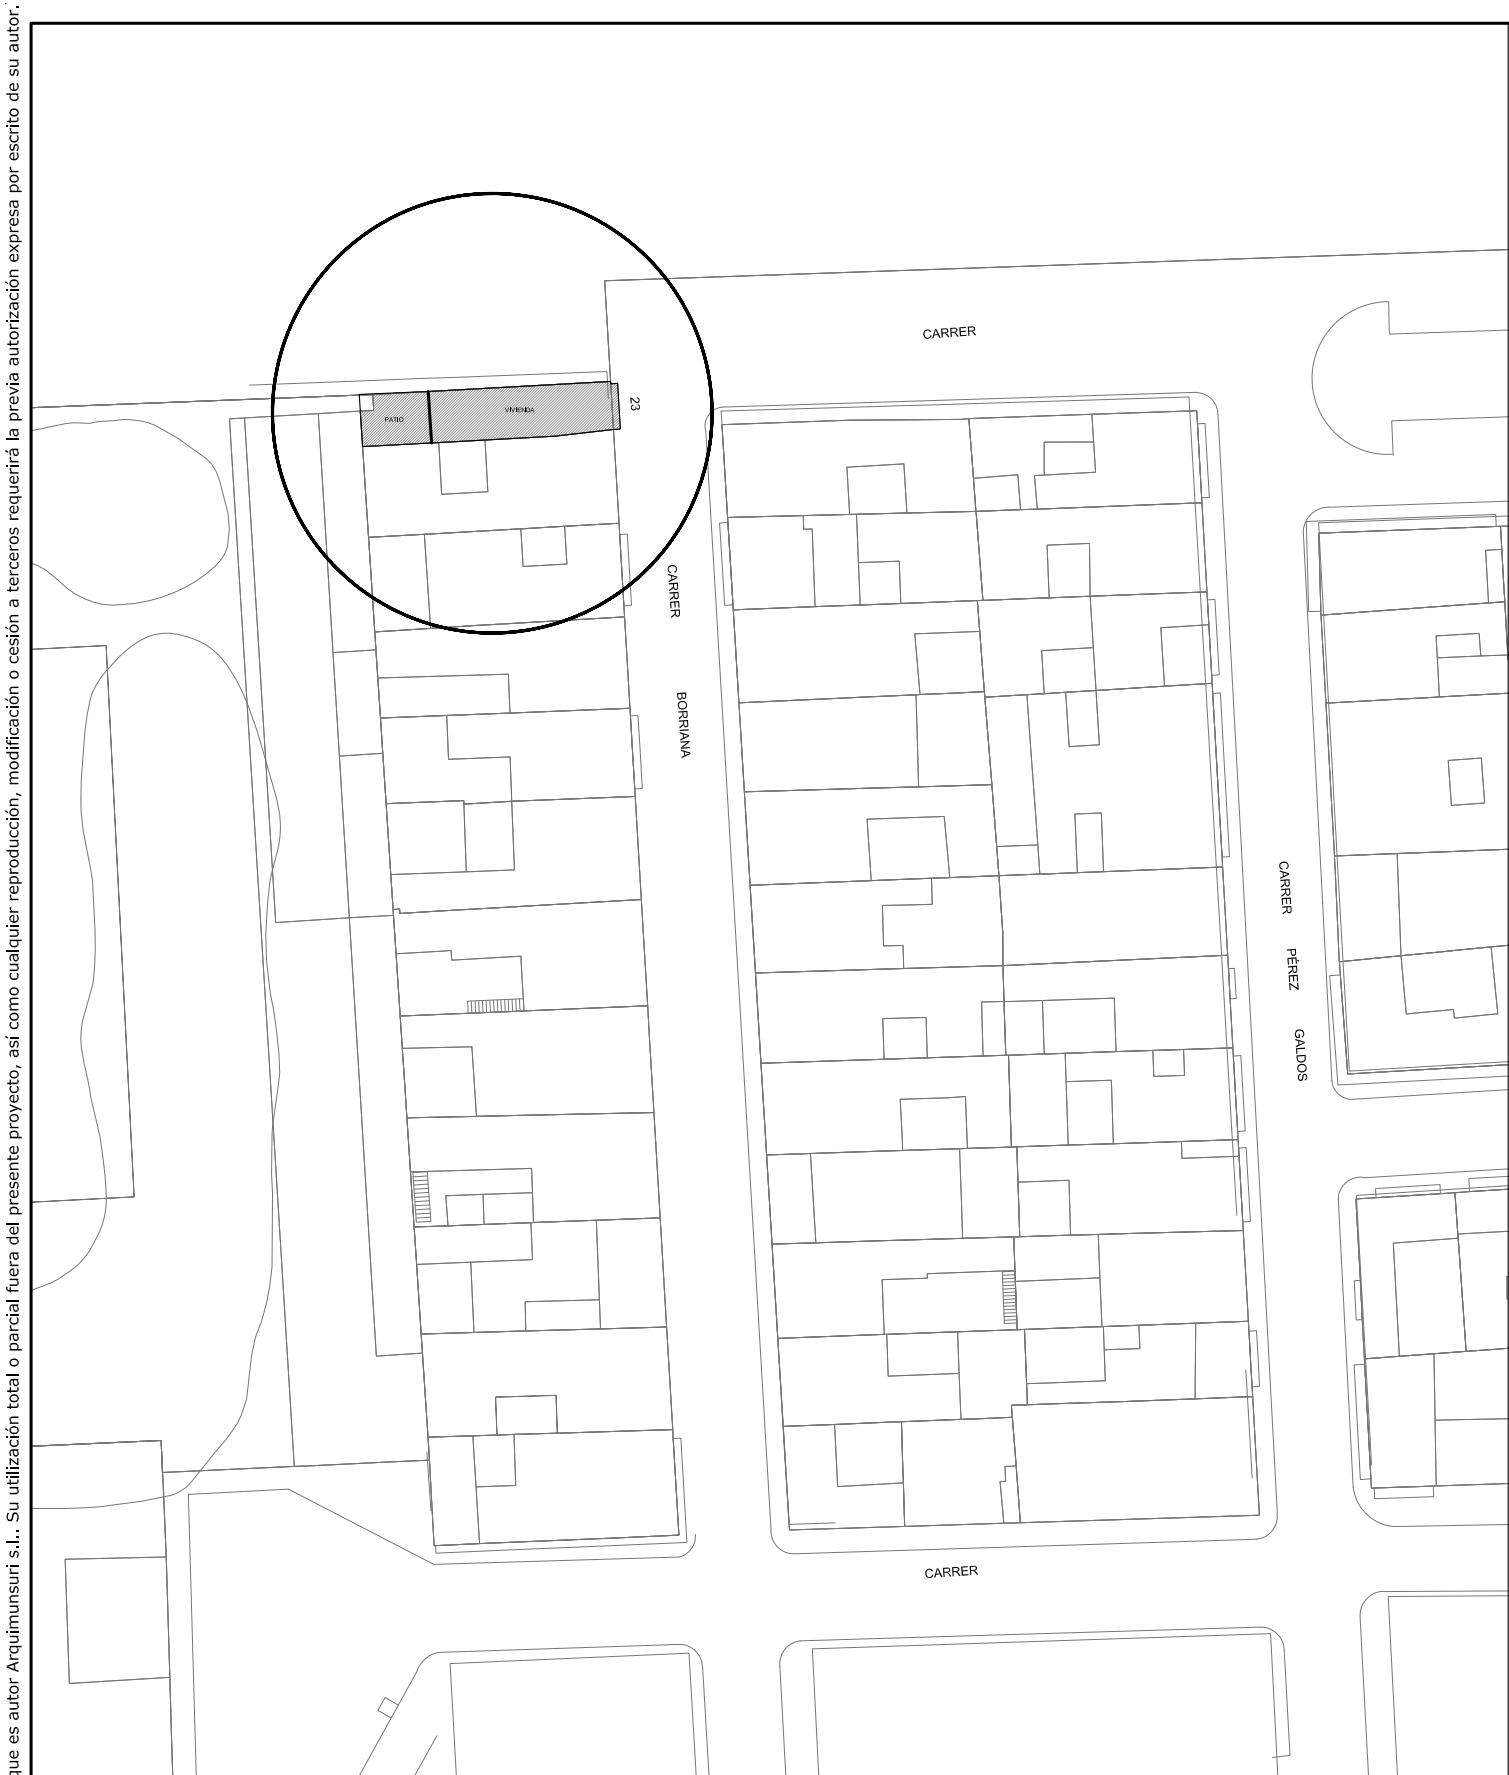 que es autor Arquimunsuri s.l.. Su utilización total o parcial fuera del presente proyecto, así como cualquier reproducción, modificación o cesión a terceros requerirá la previa autorización expresa por escrito de su autor.
CARRER
PATIO
VIVIENDA
23
CARRER
BORRIANA
CARRER
PÉREZ
GALDOS
CARRER